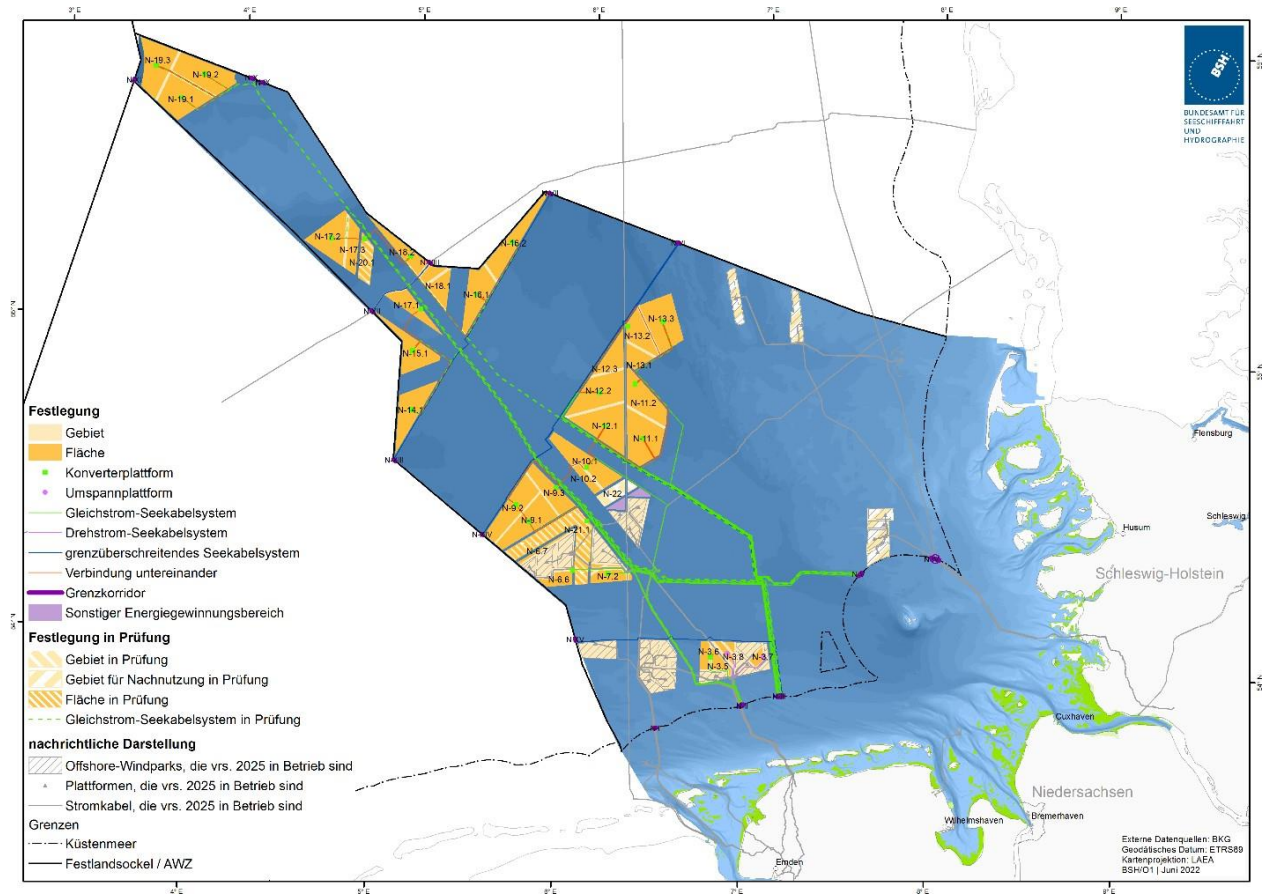 3° E
4° E
5° E
6° E
7° E
8° E
9° E
BSH
BUNDESAMT FÜR
SEESCHIFFFAHRT
UND
HYDROGRAPHIE
N-19.3
N-19.2
N-19.1
N-17.2
N-17.3
N-20.1
N-18.2
N-18.1
N-16.2
N-16.1
N-17.1
N-15.1
N-14.1
N-13.3
N-13.2
N-13.1
N-12.3
N-12.2
N-11.2
N-12.1
N-11.1
N-10.1
N-10.2
N-9.3
N-22
N-9.2
N-9.1
N-21.1
N-6.7
N-6.6
N-7.2
N-3.6
N-3.8
N-3.7
N-3.5
Flensburg
Schleswig
Husum
Schleswig-Holstein
Cuxhaven
Niedersachsen
Wilhelmshaven
Bremerhaven
Emden
Festlegung
Gebiet
Fläche
Konverterplattform
Umspannplattform
Gleichstrom-Seekabelsystem
Drehstrom-Seekabelsystem
grenzüberschreitendes Seekabelsystem
Verbindung untereinander
Grenzkorridor
Sonstiger Energiegewinnungsbereich
Festlegung in Prüfung
Gebiet in Prüfung
Gebiet für Nachnutzung in Prüfung
Fläche in Prüfung
Gleichstrom-Seekabelsystem in Prüfung
nachrichtliche Darstellung
Offshore-Windparks, die vrs. 2025 in Betrieb sind
Plattformen, die vrs. 2025 in Betrieb sind
Stromkabel, die vrs. 2025 in Betrieb sind
Grenzen
Küstenmeer
Festlandsockel / AWZ
Externe Datenquellen: BKG
Geodätisches Datum: ETRS89
Kartenprojektion: LAEA
BSH/O1 | Juni 2022
4° E
5° E
6° E
7° E
8° E
9° E